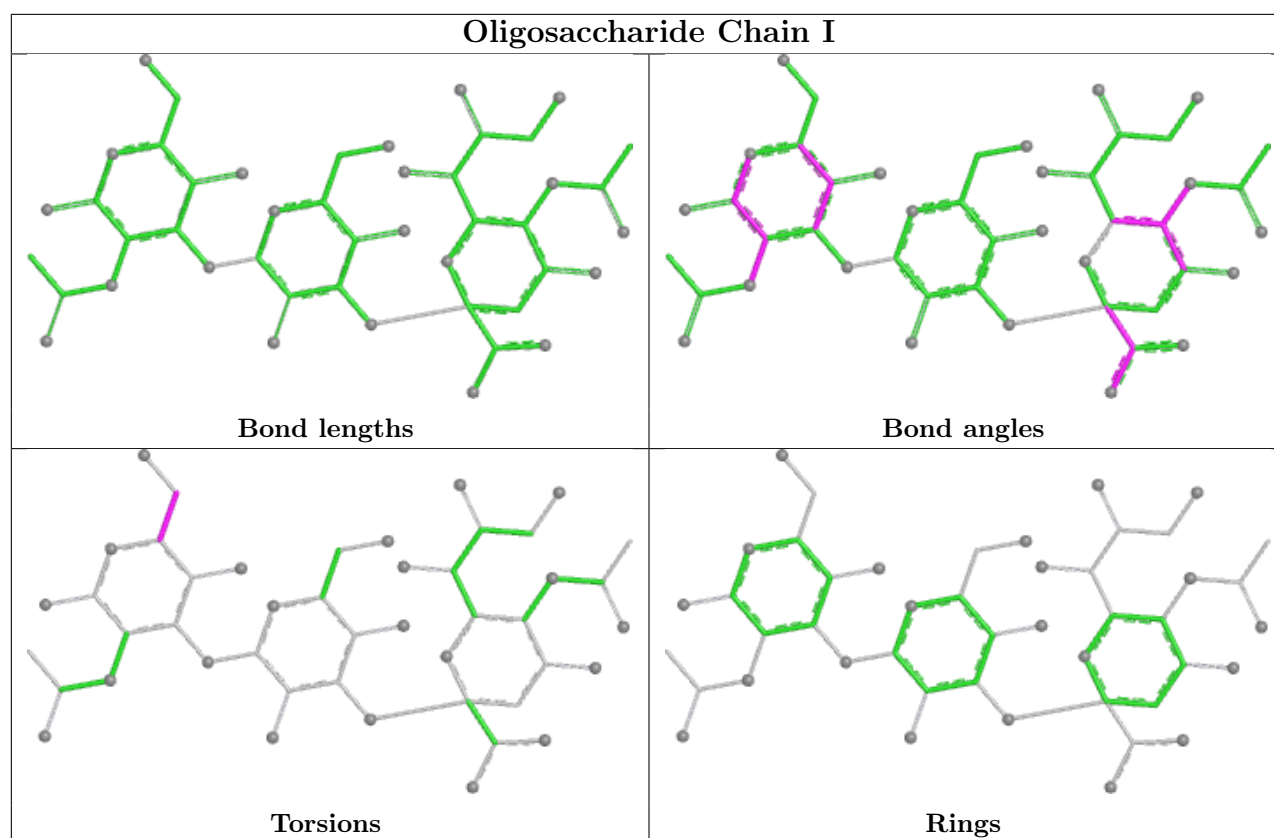 Oligosaccharide Chain I
Bond lengths
Bond angles
Torsions
Rings